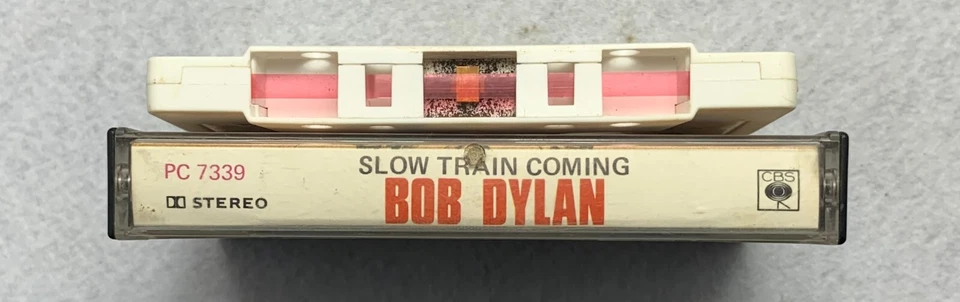 PC 7339
SLOW TRAIN COMING
BOB DYLAN
STEREO
CBS